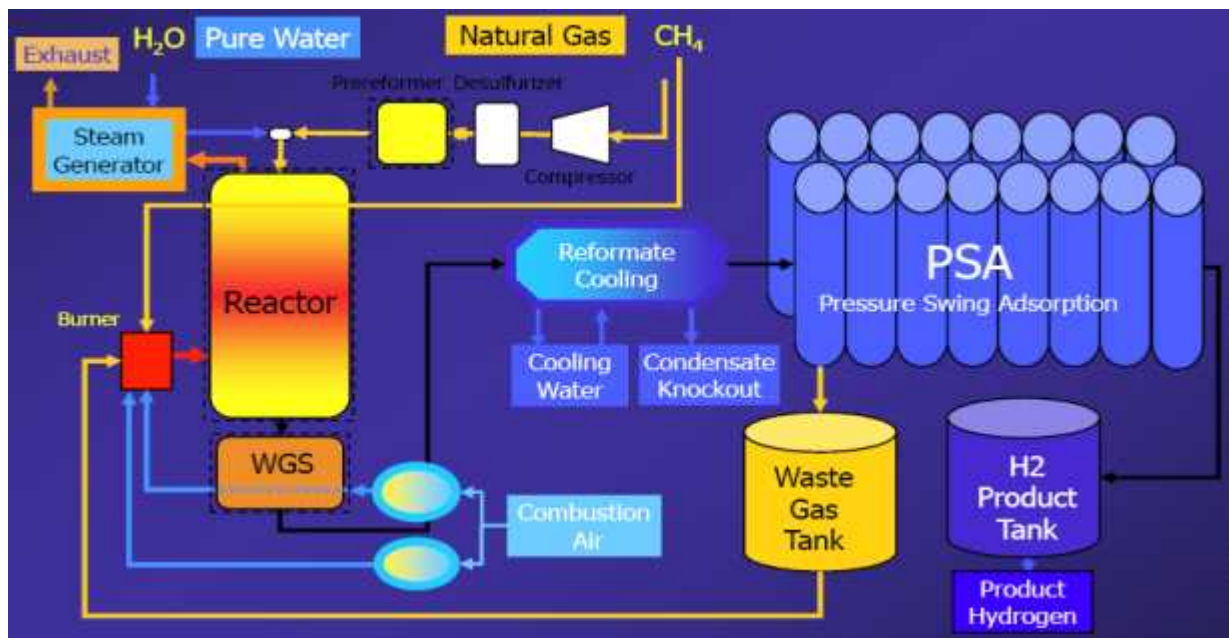 H₂O
Pure Water
Natural Gas
CH₄
Exhaust
Prereformer Desulfurizer
Steam
Generator
Compressor
Reformate
Cooling
PSA
Pressure Swing Adsorption
Reactor
Burner
Cooling
Water
Condensate
Knockout
WGS
Combustion
Air
Waste
Gas
Tank
H2
Product
Tank
Product
Hydrogen